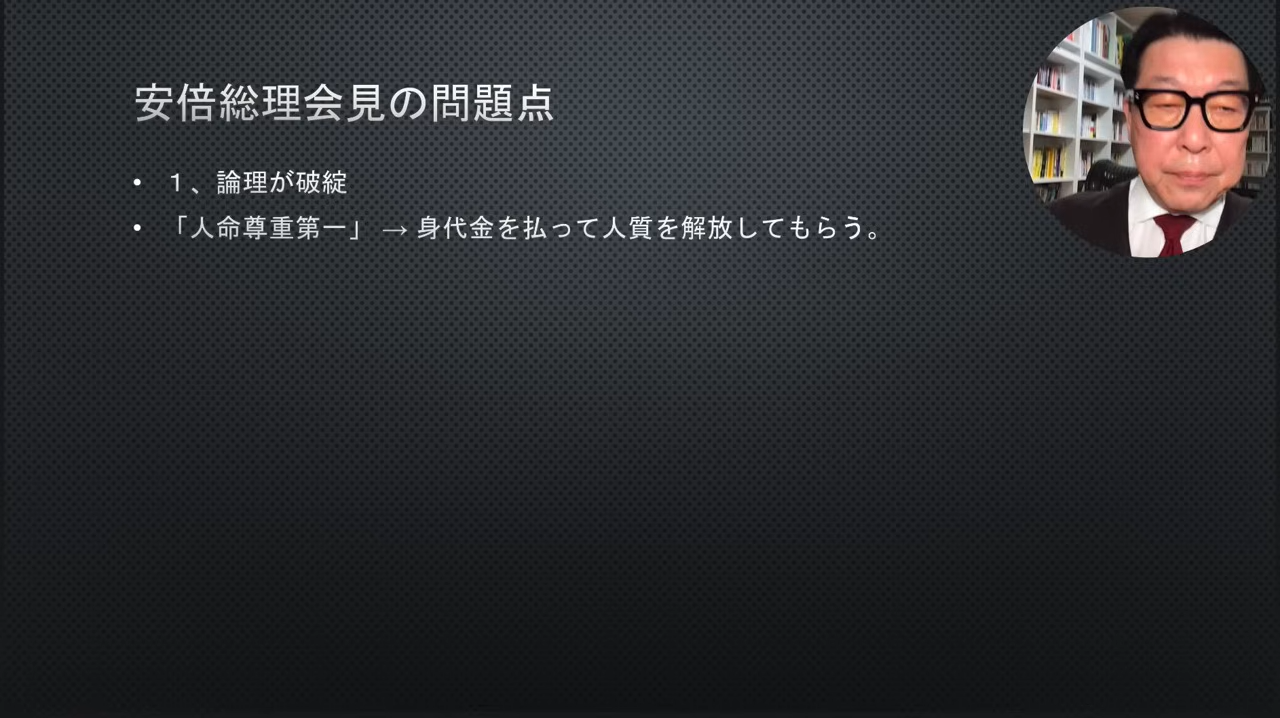 安倍総理会見の問題点
• １、論理が破綻
• 「人命尊重第一」 → 身代金を払って人質を解放してもらう。